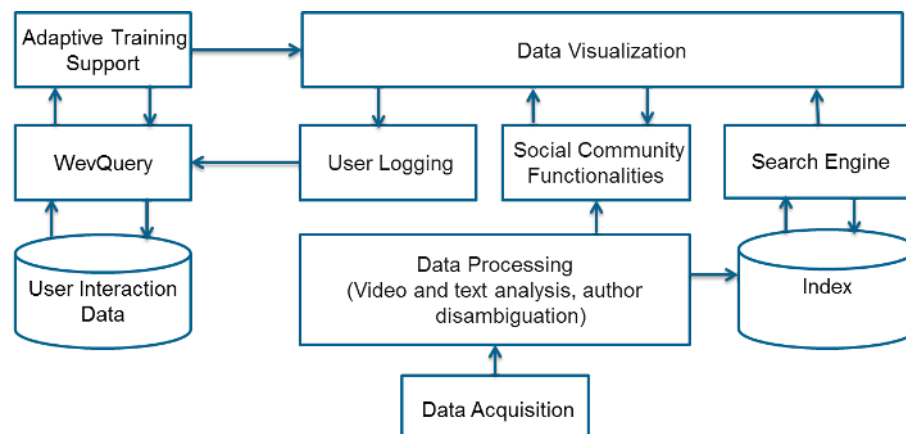 Adaptive Training
Support
Data Visualization
WevQuery
User Logging
Social Community
Functionalities
Search Engine
User Interaction
Data
Data Processing
(Video and text analysis, author
disambiguation)
Index
Data Acquisition